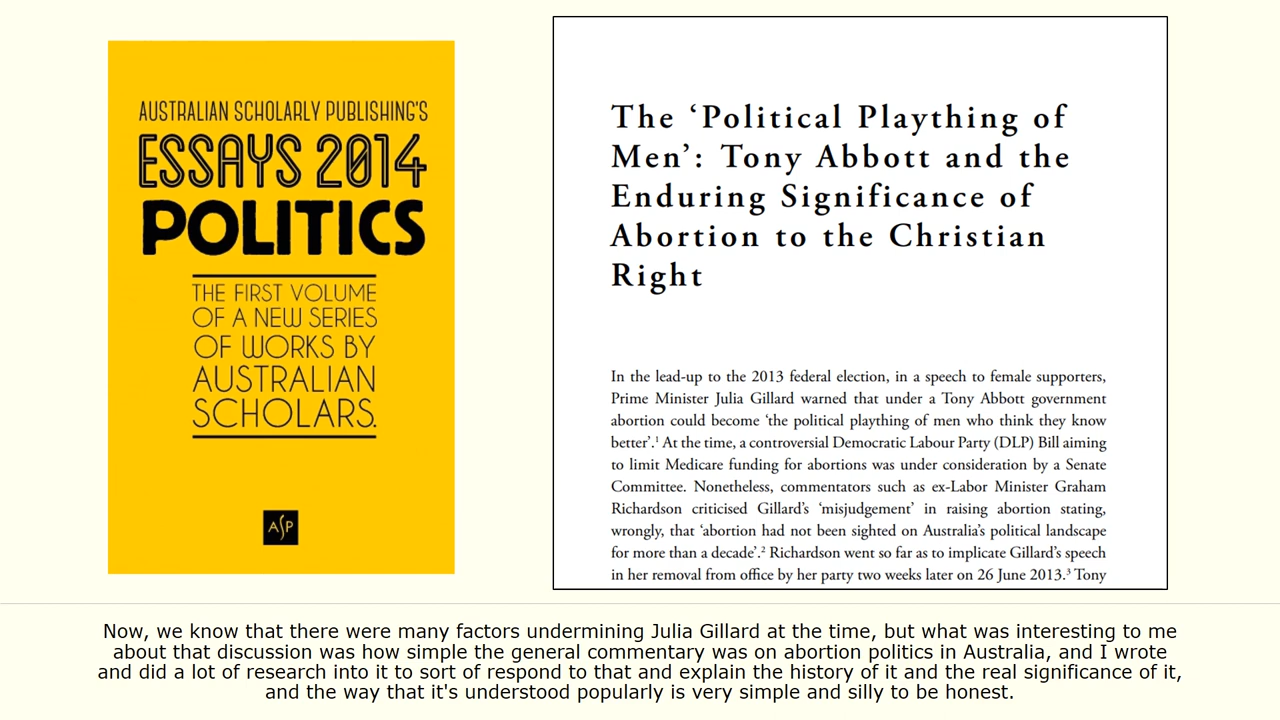 AUSTRALIAN SCHOLARLY PUBLISHING'S
ESSAYS 2014
POLITICS
THE FIRST VOLUME
OF A NEW SERIES
OF WORKS BY
AUSTRALIAN
SCHOLARS.
ASP
The ‘Political Plaything of
Men’: Tony Abbott and the
Enduring Significance of
Abortion to the Christian
Right
In the lead-up to the 2013 federal election, in a speech to female supporters,
Prime Minister Julia Gillard warned that under a Tony Abbott government
abortion could become ‘the political plaything of men who think they know
better’.¹ At the time, a controversial Democratic Labour Party (DLP) Bill aiming
to limit Medicare funding for abortions was under consideration by a Senate
Committee. Nonetheless, commentators such as ex-Labor Minister Graham
Richardson criticised Gillard’s ‘misjudgement’ in raising abortion stating,
wrongly, that ‘abortion had not been sighted on Australia’s political landscape
for more than a decade’.² Richardson went so far as to implicate Gillard’s speech
in her removal from office by her party two weeks later on 26 June 2013.³ Tony
Now, we know that there were many factors undermining Julia Gillard at the time, but what was interesting to me
about that discussion was how simple the general commentary was on abortion politics in Australia, and I wrote
and did a lot of research into it to sort of respond to that and explain the history of it and the real significance of it,
and the way that it's understood popularly is very simple and silly to be honest.